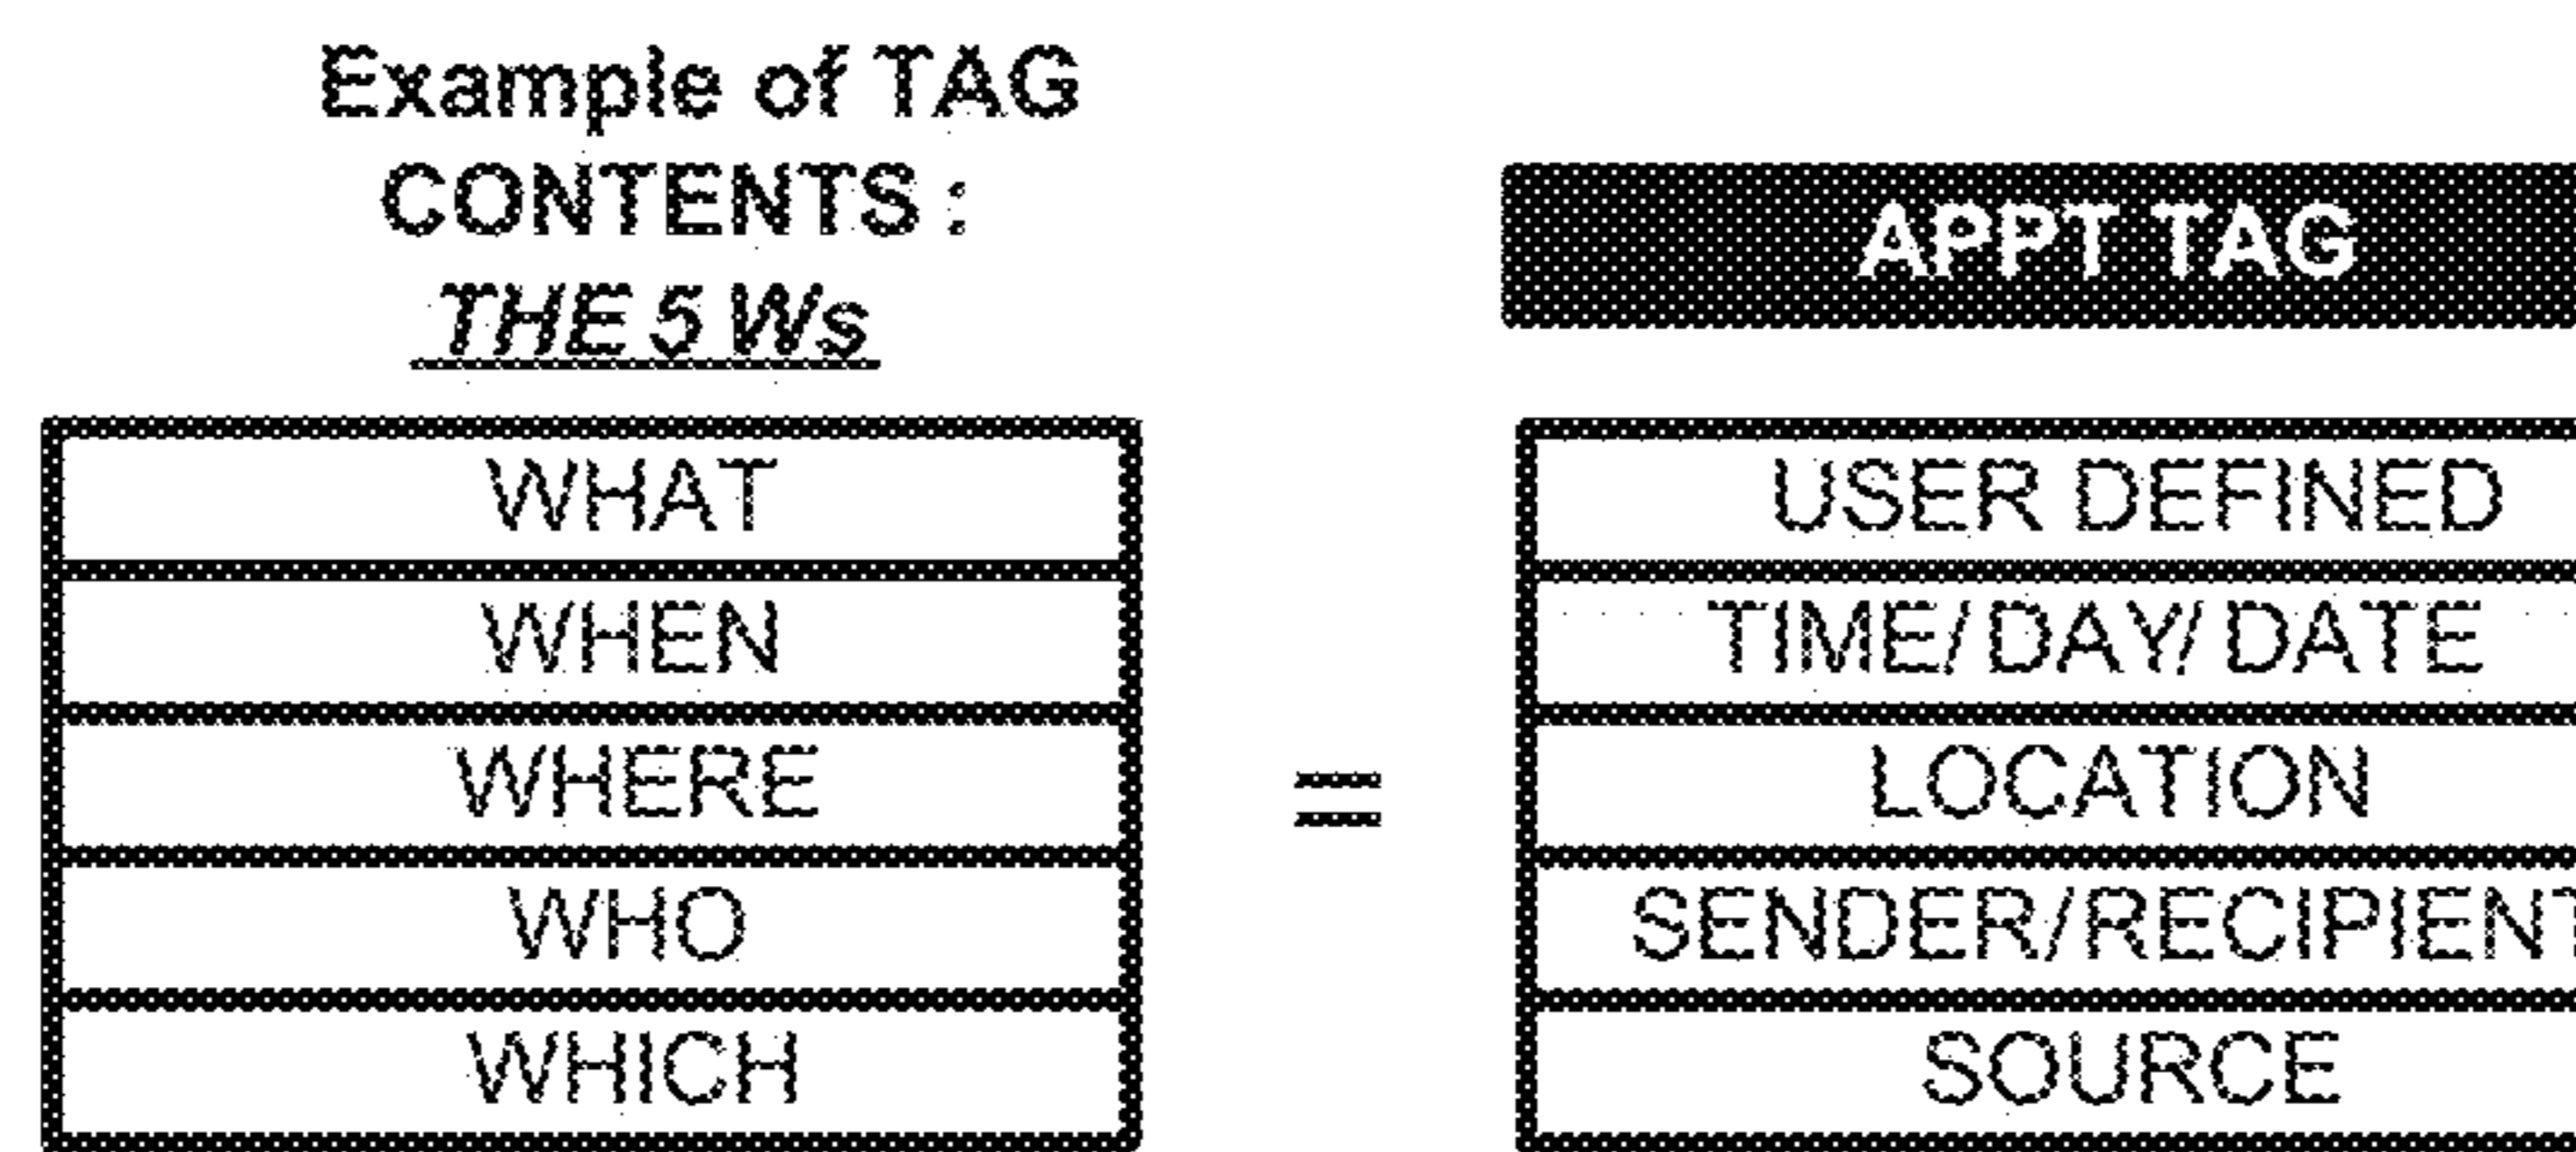 Example of TAG
CONTENTS :
THE 5 Ws
APPT TAG
WHAT
USER DEFINED
WHEN
TIME/ DAY/ DATE
WHERE
=
LOCATION
WHO
SENDER/RECIPIENT
WHICH
SOURCE